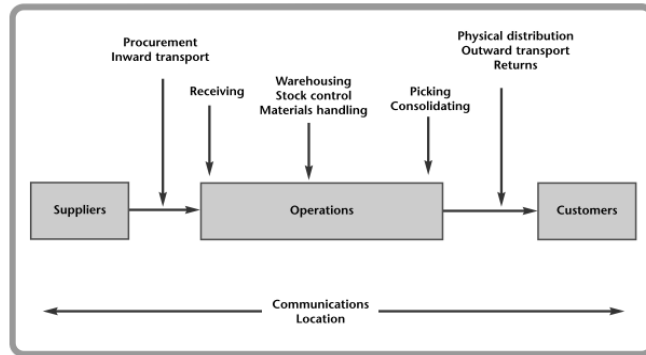 Procurement
Inward transport
Receiving
Warehousing
Stock control
Materials handling
Picking
Consolidating
Physical distribution
Outward transport
Returns
Suppliers
Operations
Customers
Communications
Location